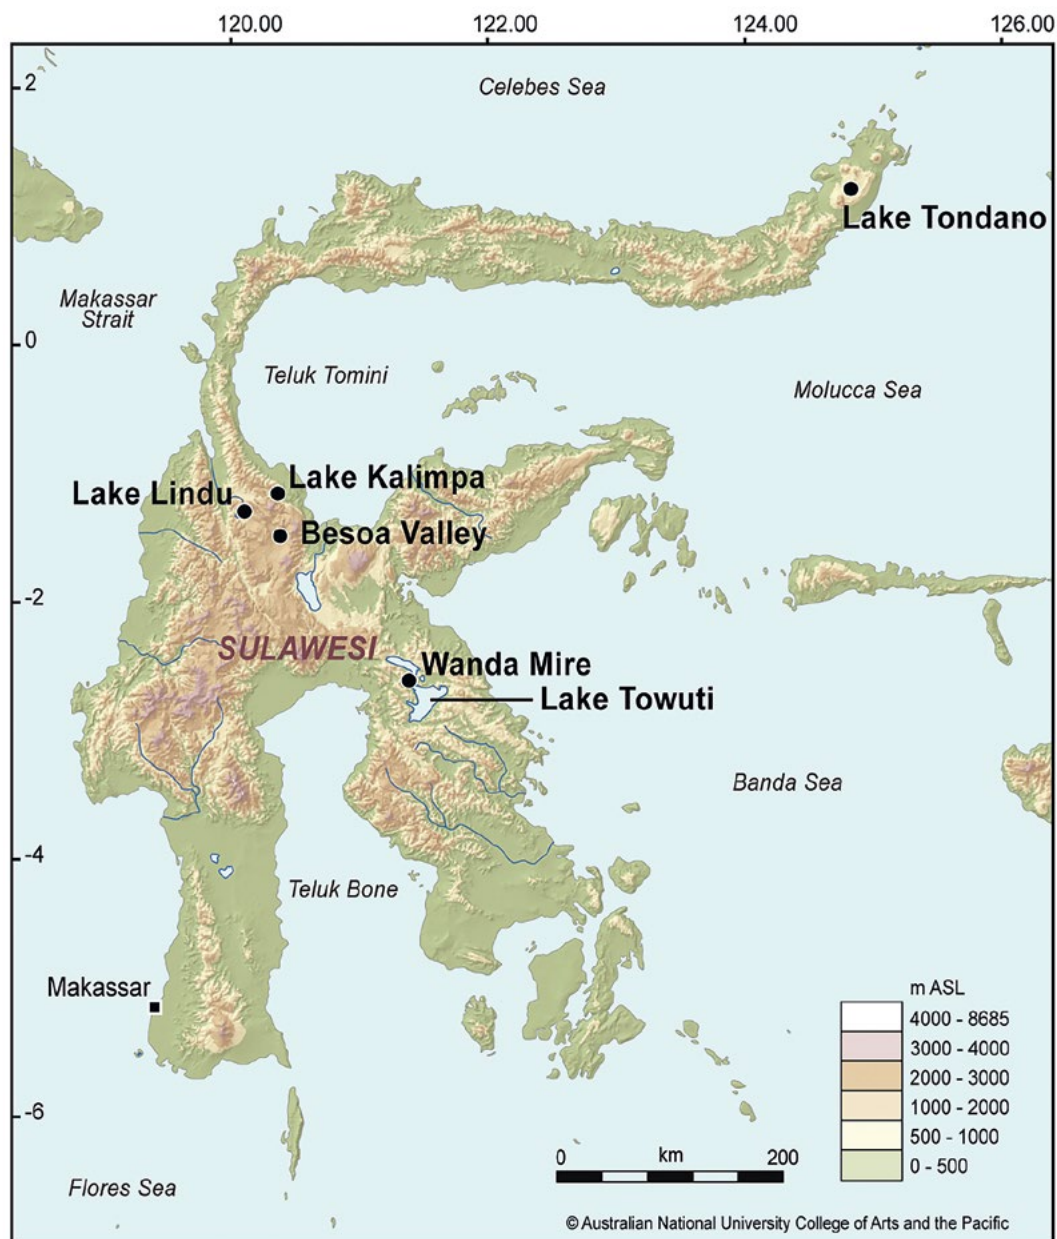 120.00 122.00 124.00 126.00
2
Celebes Sea
Lake Tondano
Makassar
Strait
0
Teluk Tomini
Molucca Sea
Lake Kalimpa
Lake Lindu
Besoa Valley
-2
SULAWESI
Wanda Mire
Lake Towuti
Banda Sea
-4
Teluk Bone
Makassar
m ASL
4000 - 8685
3000 - 4000
2000 - 3000
1000 - 2000
500 - 1000
0 - 500
-6
0 km 200
Flores Sea
© Australian National University College of Arts and the Pacific